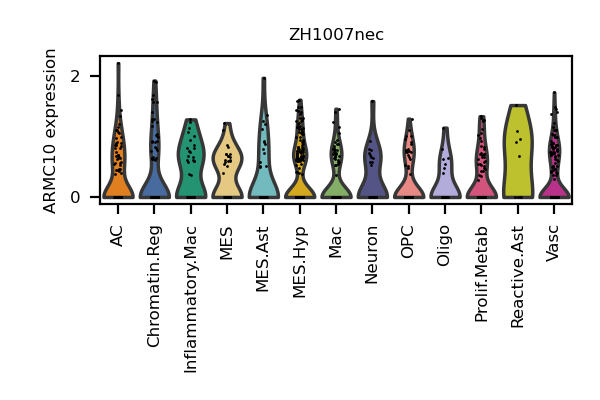 ZH1007nec
ARMC10 expression
2
0
AC
Chromatin.Reg
Inflammatory.Mac
MES
MES.Ast
MES.Hyp
Mac
Neuron
OPC
Oligo
Prolif.Metab
Reactive.Ast
Vasc